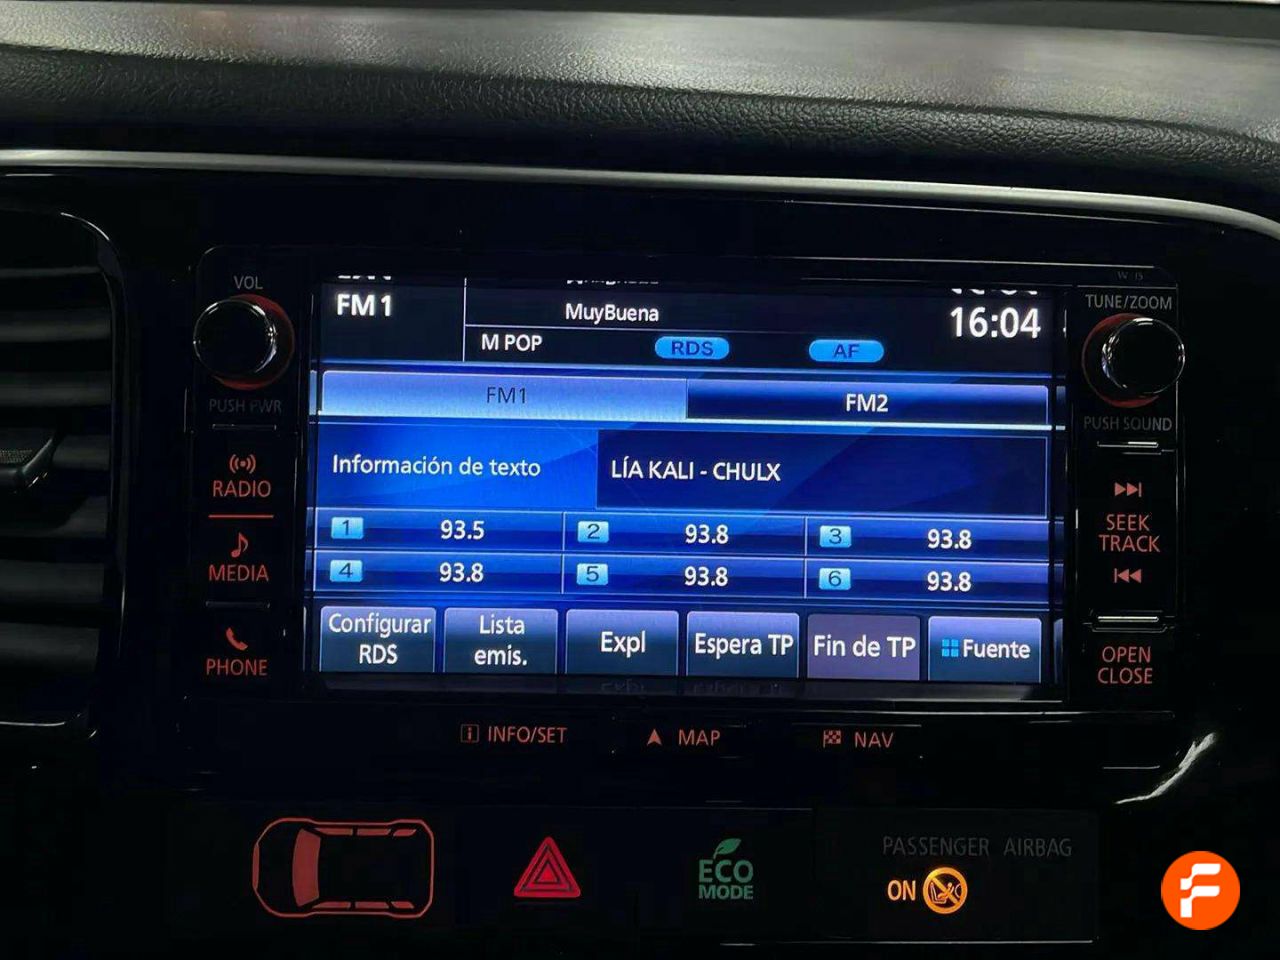 VOL
TUNE/ZOOM
FM1
MuyBuena
16:04
M POP
RDS
AF
PUSH PWR
PUSH SOUND
FM1
FM2
Información de texto
LÍA KALI - CHULX
RADIO
SEEK
TRACK
1 93.5
2 93.8
3 93.8
4 93.8
5 93.8
6 93.8
MEDIA
Configurar
RDS
Lista
emis.
Expl
Espera TP
Fin de TP
Fuente
PHONE
OPEN
CLOSE
INFO/SET
MAP
NAV
ECO
MODE
PASSENGER AIRBAG
ON
F